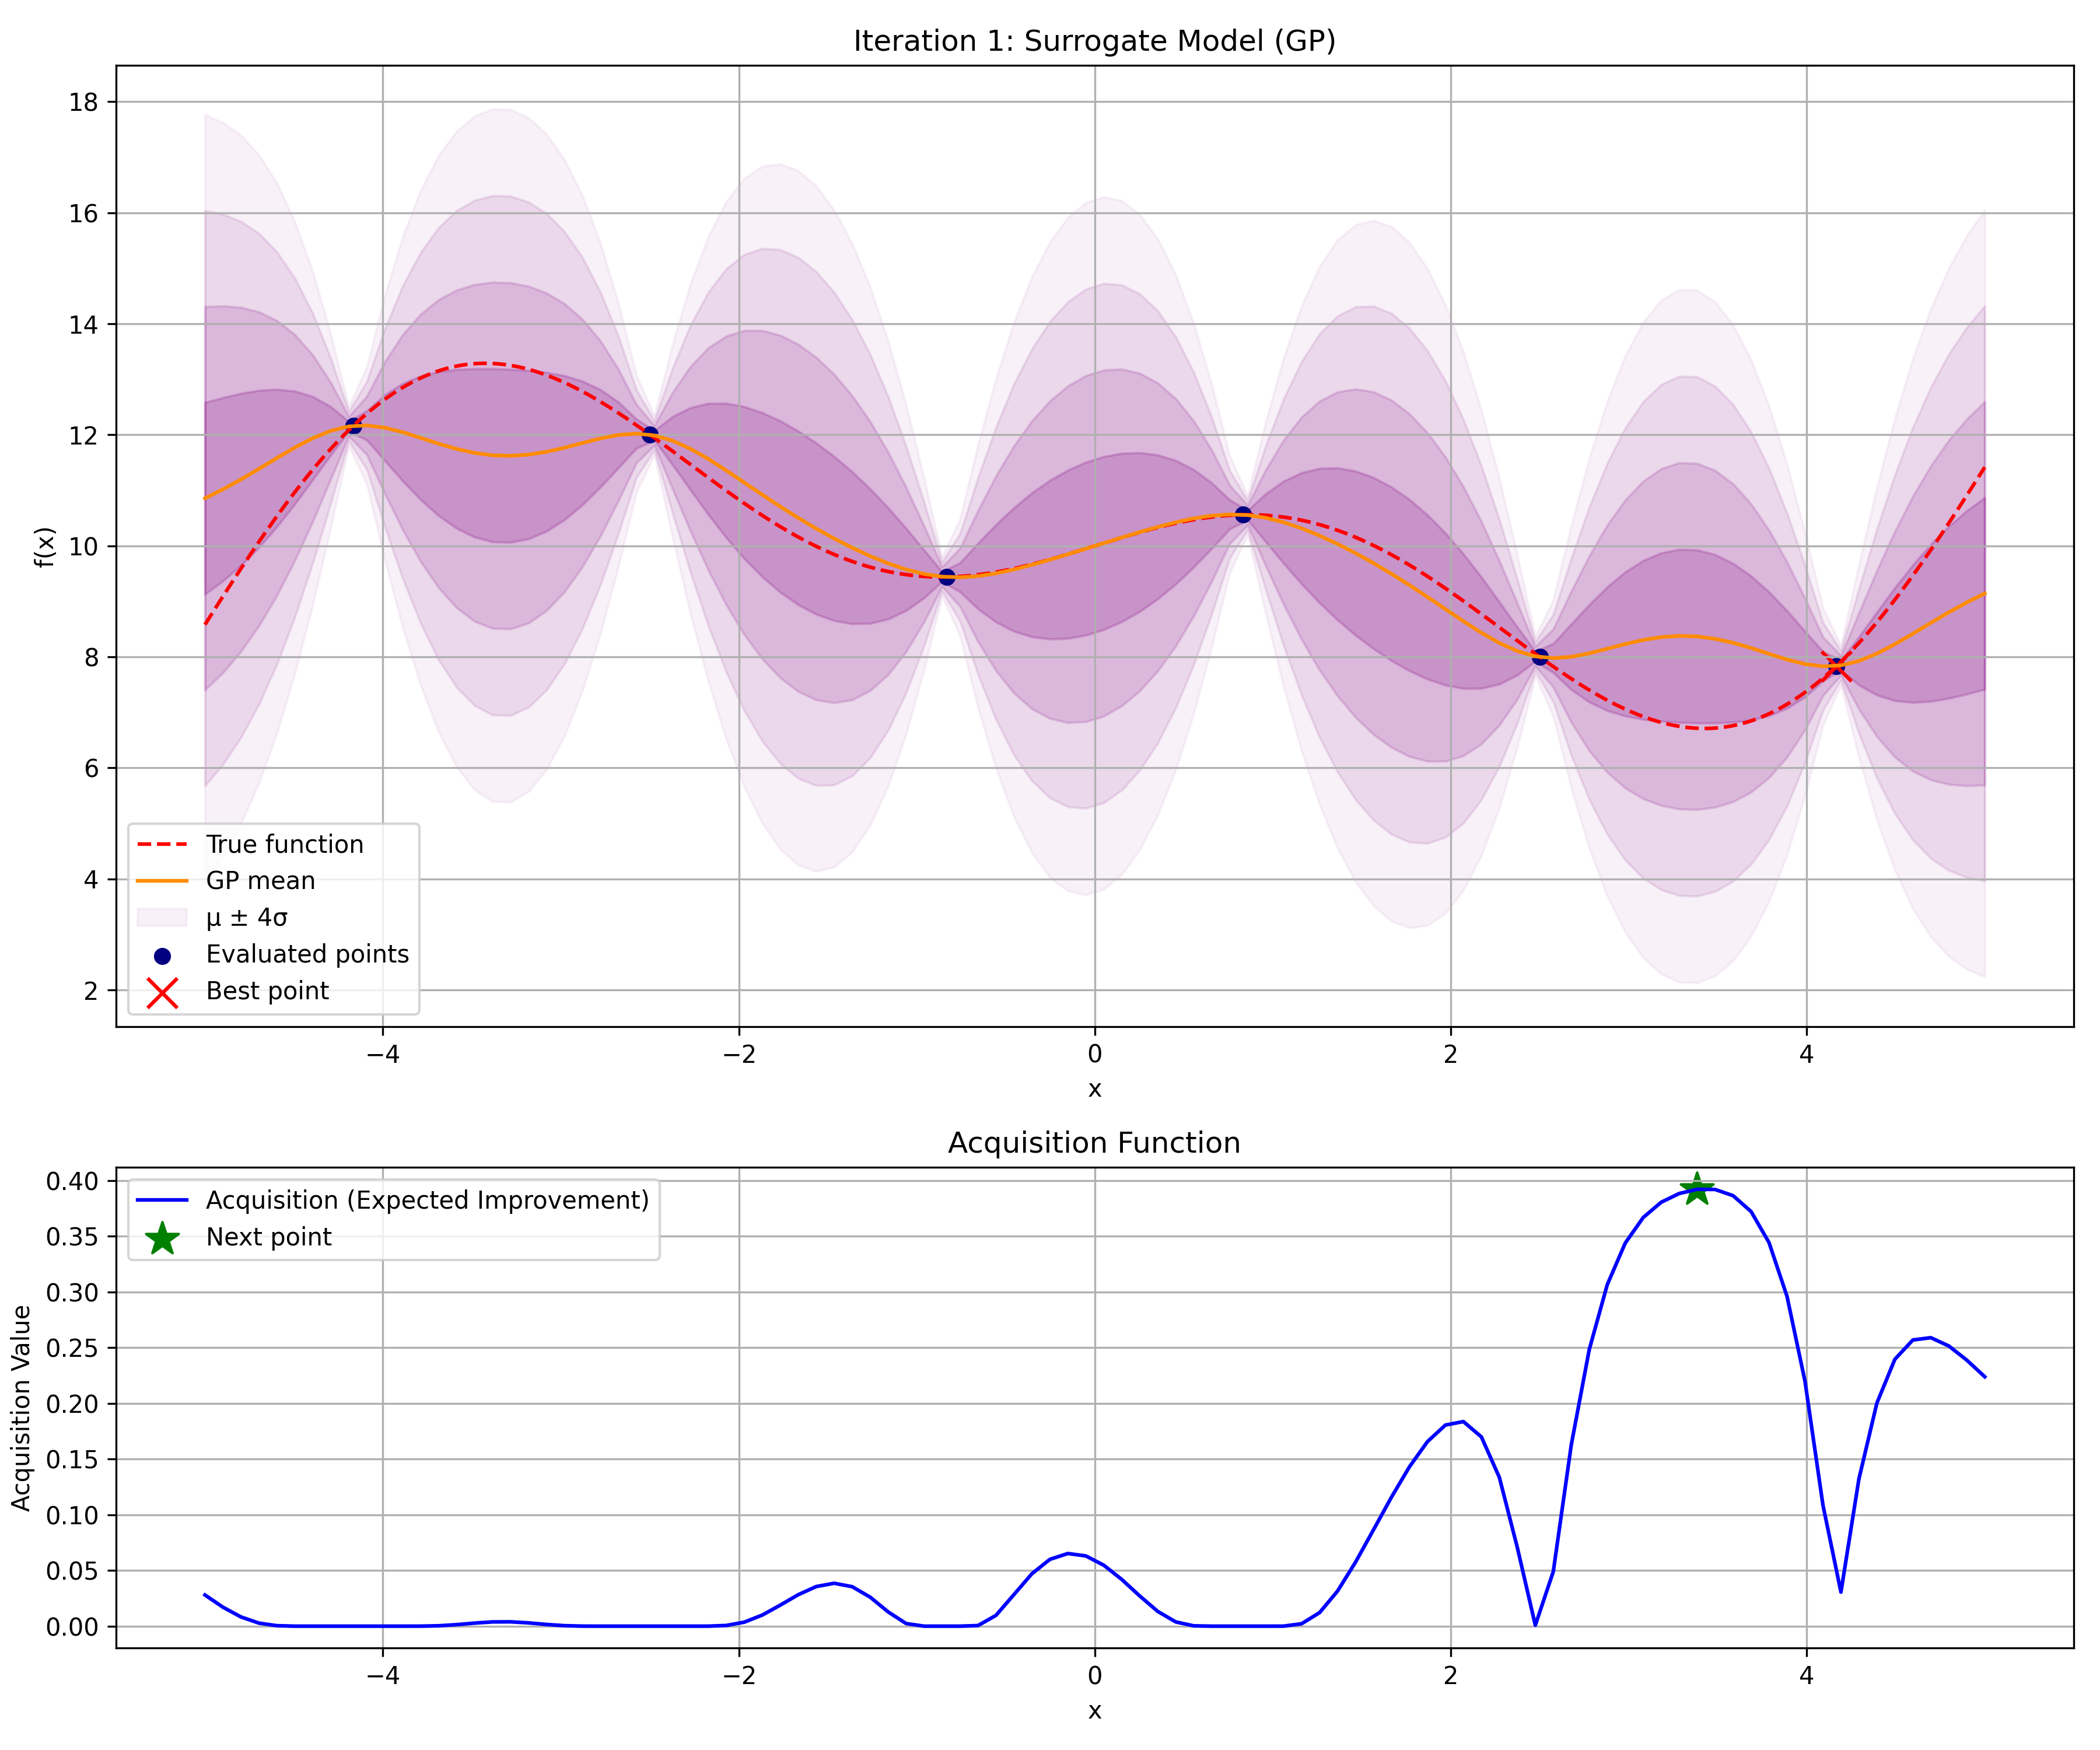 Iteration 1: Surrogate Model (GP)
18
16
14
12
10
8
6
4
2
f(x)
True function
GP mean
μ ± 4σ
Evaluated points
Best point
−4 −2 0 2 4
x
Acquisition Function
0.40
0.35
0.30
0.25
0.20
0.15
0.10
0.05
0.00
Acquisition Value
Acquisition (Expected Improvement)
Next point
−4 −2 0 2 4
x